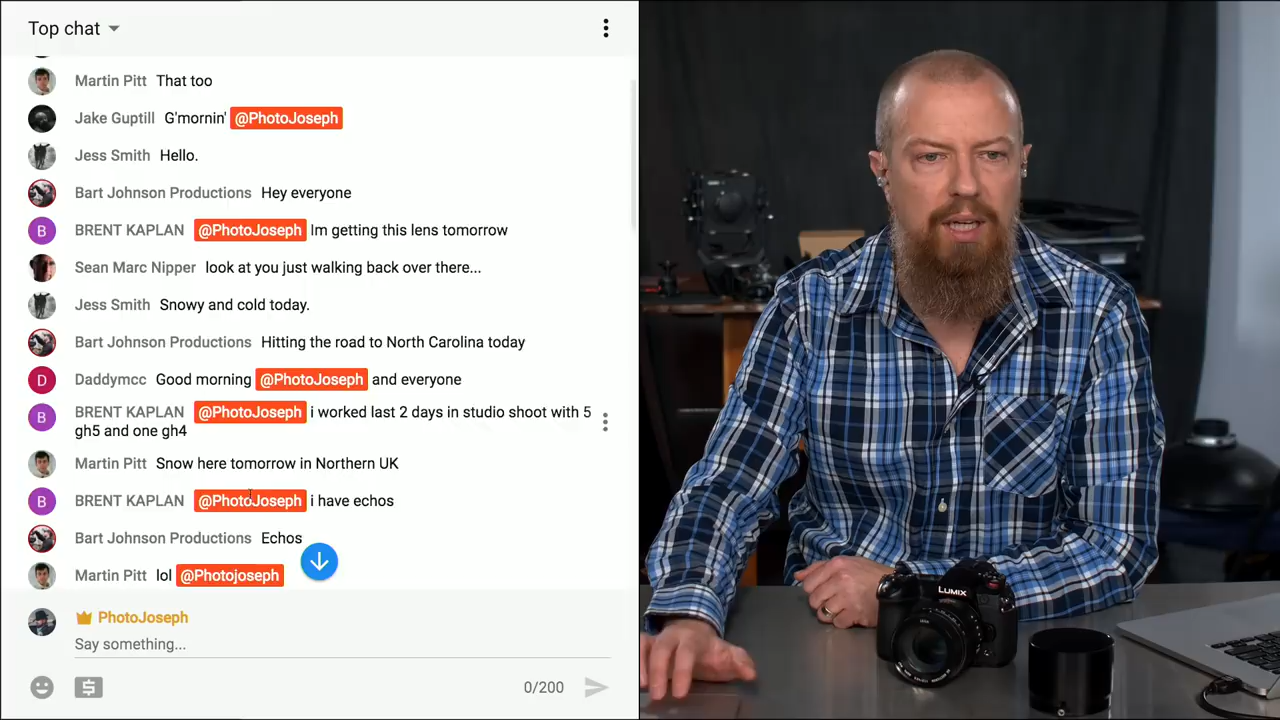 Top chat
Martin Pitt That too
Jake Guptill G'mornin' @PhotoJoseph
Jess Smith Hello.
Bart Johnson Productions Hey everyone
B BRENT KAPLAN @PhotoJoseph Im getting this lens tomorrow
Sean Marc Nipper look at you just walking back over there...
Jess Smith Snowy and cold today.
Bart Johnson Productions Hitting the road to North Carolina today
D Daddymcc Good morning @PhotoJoseph and everyone
B BRENT KAPLAN @PhotoJoseph i worked last 2 days in studio shoot with 5
gh5 and one gh4
Martin Pitt Snow here tomorrow in Northern UK
B BRENT KAPLAN @PhotoJoseph i have echos
Bart Johnson Productions Echos
Martin Pitt lol @Photojoseph
PhotoJoseph
Say something...
$ 0/200
LUMIX